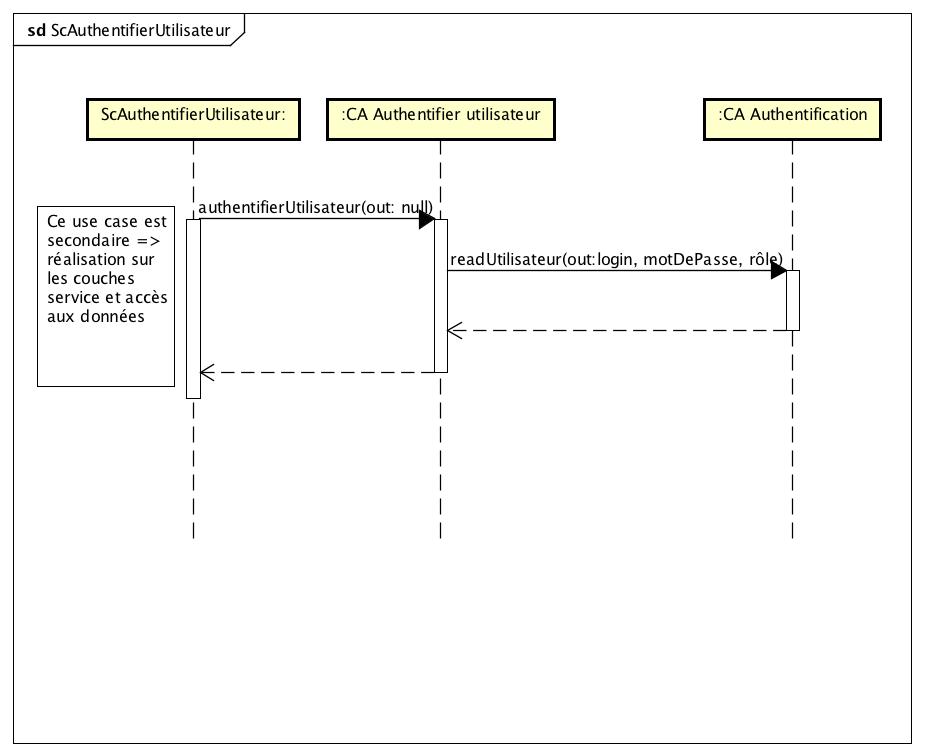 sd ScAuthentifierUtilisateur
ScAuthentifierUtilisateur:
:CA Authentifier utilisateur
:CA Authentification
authentifierUtilisateur(out: null)
Ce use case est
secondaire =>
réalisation sur
les couches
service et accès
aux données
readUtilisateur(out:login, motDePasse, rôle)